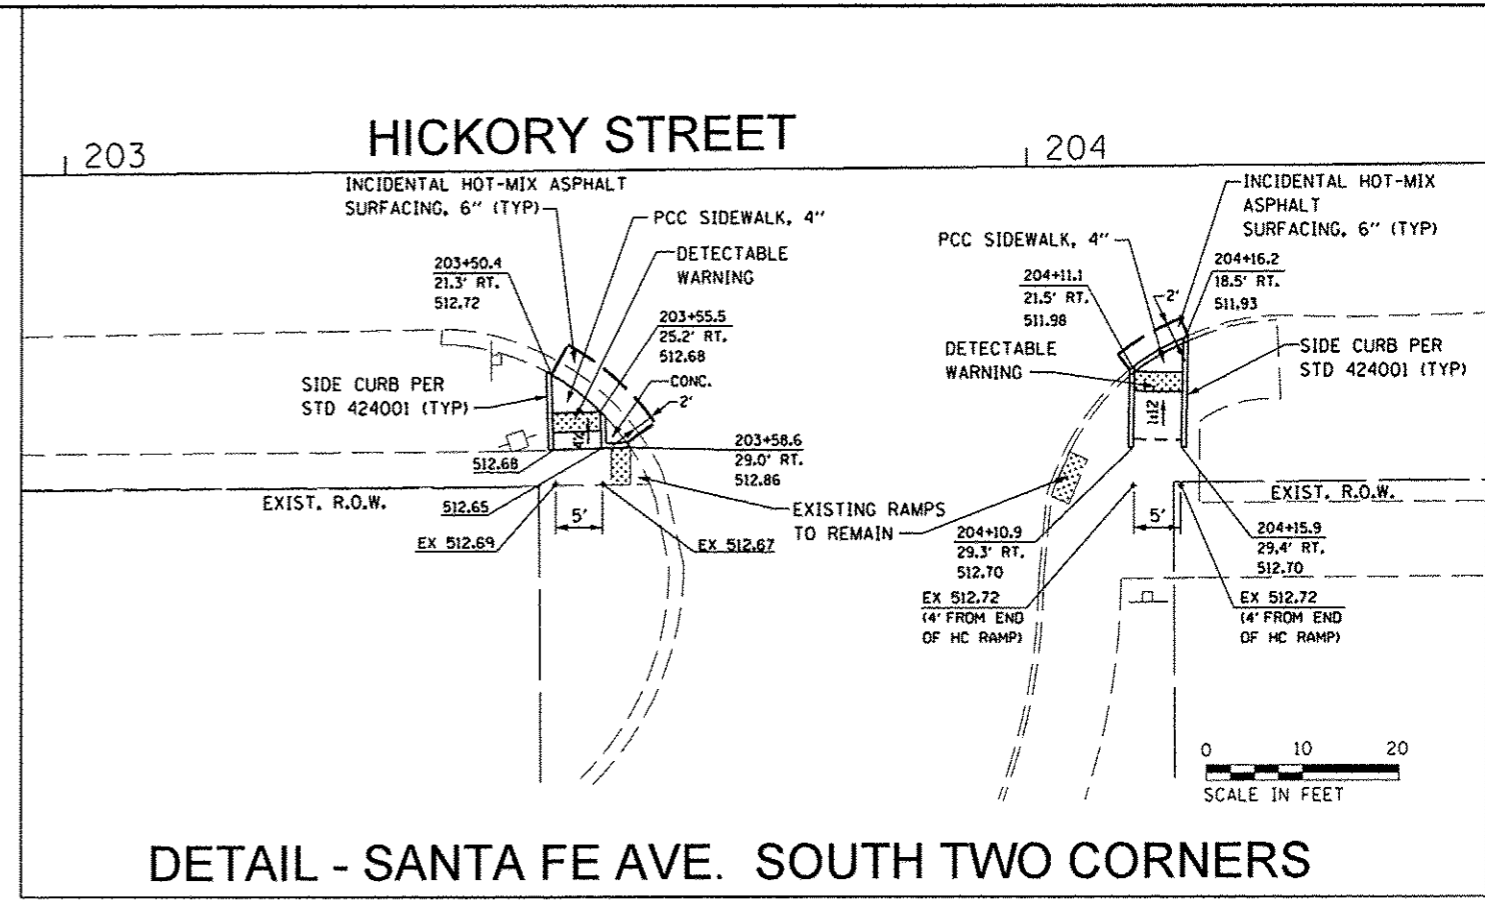 HICKORY STREET
203
204
INCIDENTAL HOT-MIX ASPHALT
SURFACING, 6" (TYP)
PCC SIDEWALK, 4"
DETECTABLE
WARNING
203+50.4
21.3' RT.
512.72
203+55.5
25.2' RT.
512.68
CONC.
2'
SIDE CURB PER
STD 424001 (TYP)
203+58.6
29.0' RT.
512.86
512.68
512.65
EXIST. R.O.W.
5'
EX 512.69
EX 512.67
EXISTING RAMPS
TO REMAIN
INCIDENTAL HOT-MIX
ASPHALT
SURFACING, 6" (TYP)
PCC SIDEWALK, 4"
204+11.1
21.5' RT.
511.98
2'
204+16.2
18.5' RT.
511.93
DETECTABLE
WARNING
SIDE CURB PER
STD 424001 (TYP)
1:12
EXIST. R.O.W.
5'
204+10.9
29.3' RT.
512.70
204+15.9
29.4' RT.
512.70
EX 512.72
(4' FROM END
OF HC RAMP)
EX 512.72
(4' FROM END
OF HC RAMP)
0 10 20
SCALE IN FEET
DETAIL - SANTA FE AVE. SOUTH TWO CORNERS